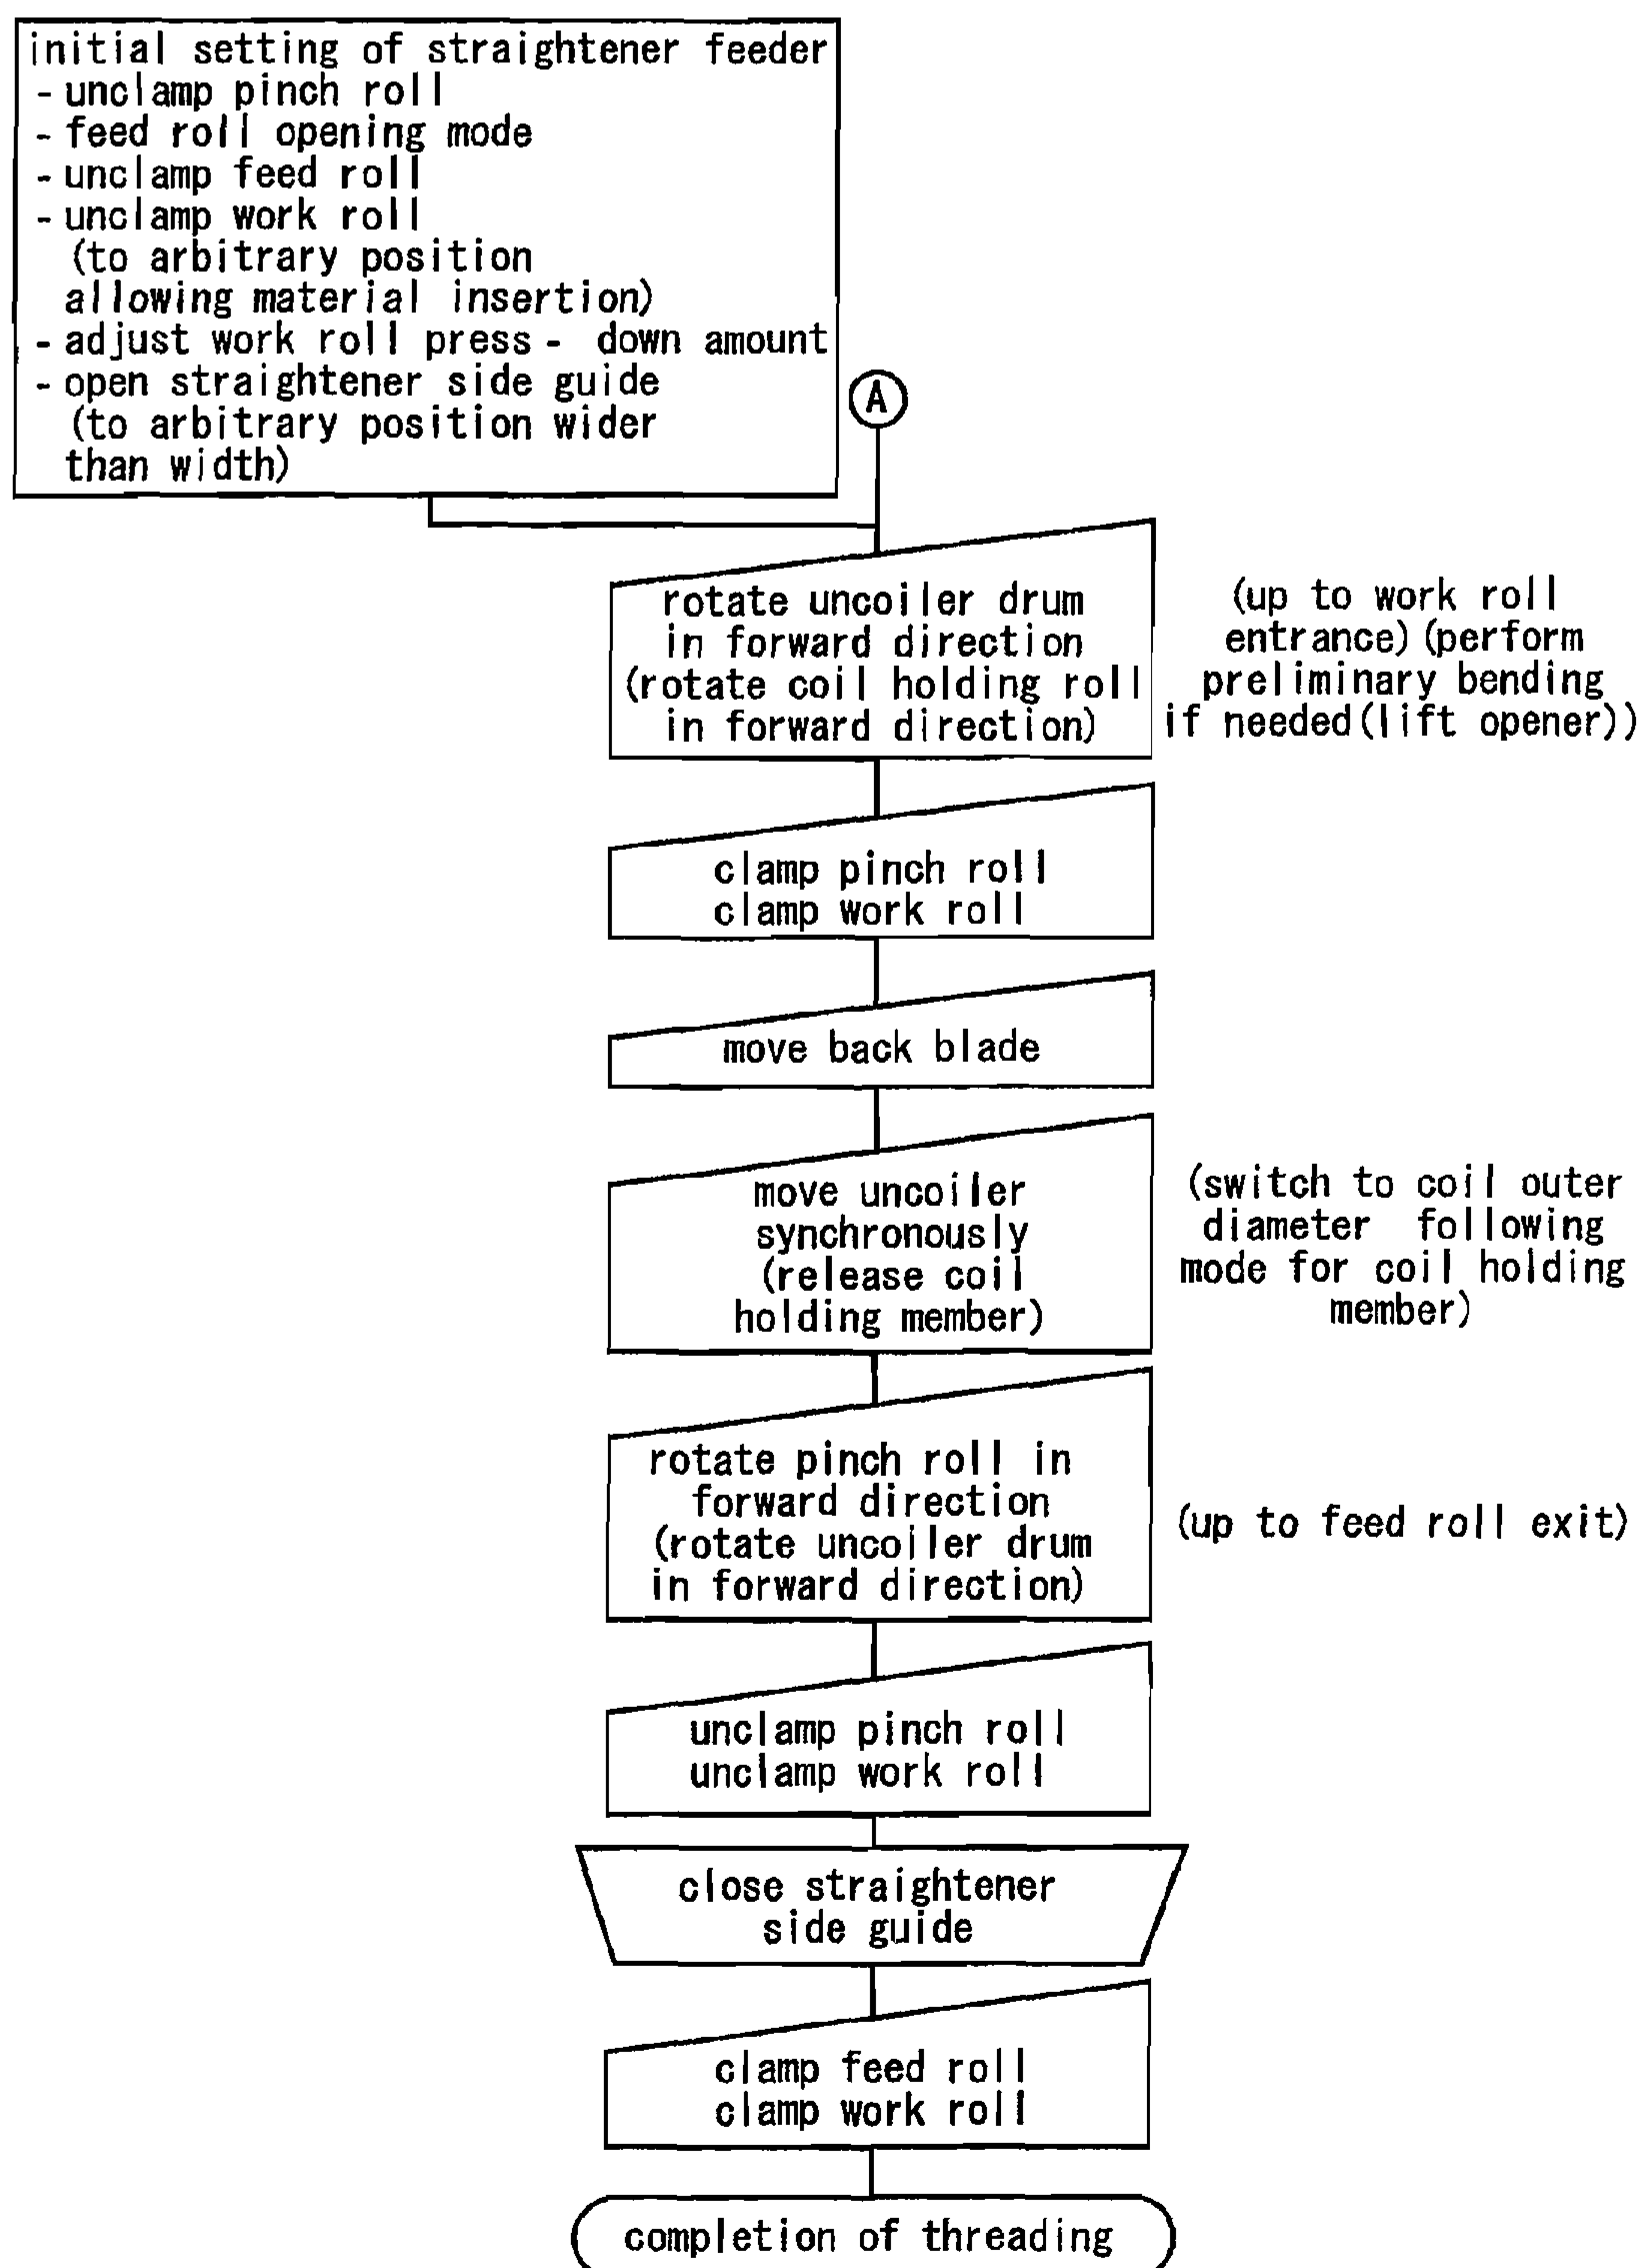 initial setting of straightener feeder
- unclamp pinch roll
- feed roll opening mode
- unclamp feed roll
- unclamp work roll
(to arbitrary position
allowing material insertion)
- adjust work roll press - down amount
- open straightener side guide
(to arbitrary position wider
than width)
A
rotate uncoiler drum
in forward direction
(rotate coil holding roll
in forward direction)
(up to work roll
entrance) (perform
preliminary bending
if needed (lift opener))
clamp pinch roll
clamp work roll
move back blade
move uncoiler
synchronously
(release coil
holding member)
(switch to coil outer
diameter following
mode for coil holding
member)
rotate pinch roll in
forward direction
(rotate uncoiler drum
in forward direction)
(up to feed roll exit)
unclamp pinch roll
unclamp work roll
close straightener
side guide
clamp feed roll
clamp work roll
completion of threading